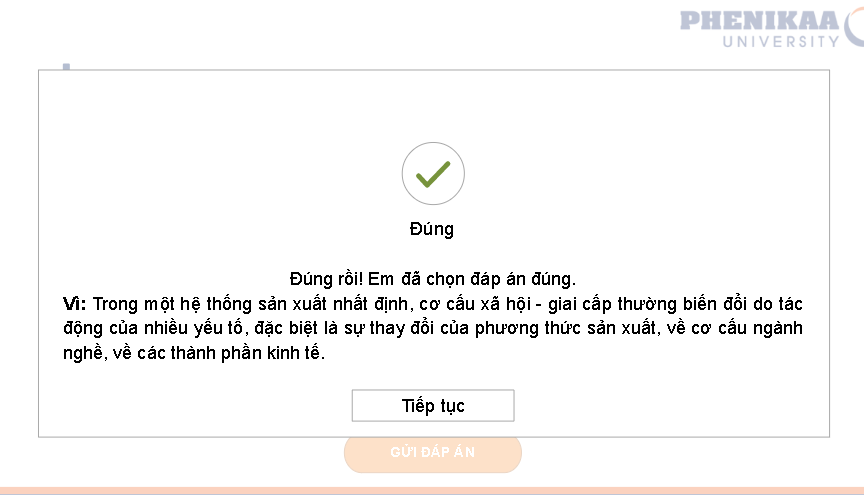 PHENIKAA
UNIVERSITY
Đúng
Đúng rồi! Em đã chọn đáp án đúng.
Vì: Trong một hệ thống sản xuất nhất định, cơ cấu xã hội - giai cấp thường biến đổi do tác
động của nhiều yếu tố, đặc biệt là sự thay đổi của phương thức sản xuất, về cơ cấu ngành
nghề, về các thành phần kinh tế.
Tiếp tục
GỬI ĐÁP ÁN